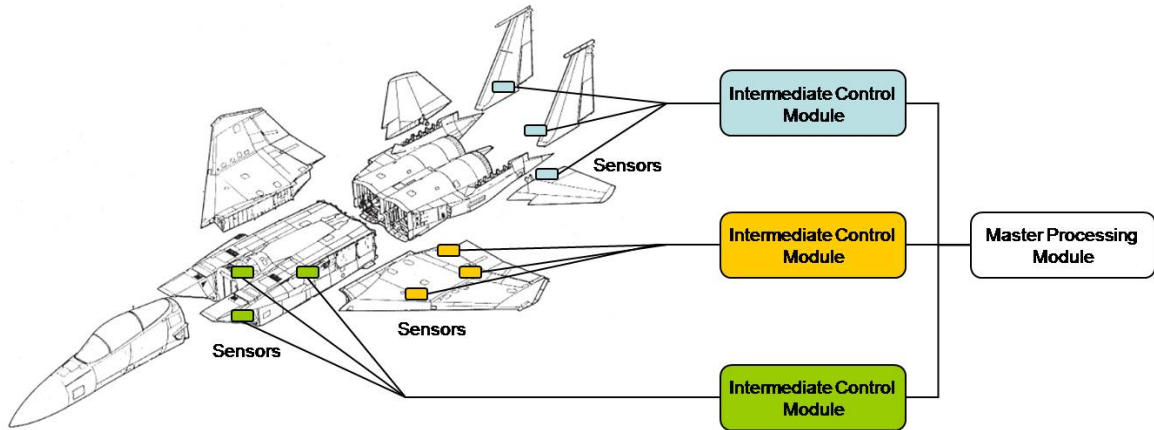 Intermediate Control
Module
Sensors
Intermediate Control
Module
Master Processing
Module
Sensors
Sensors
Intermediate Control
Module